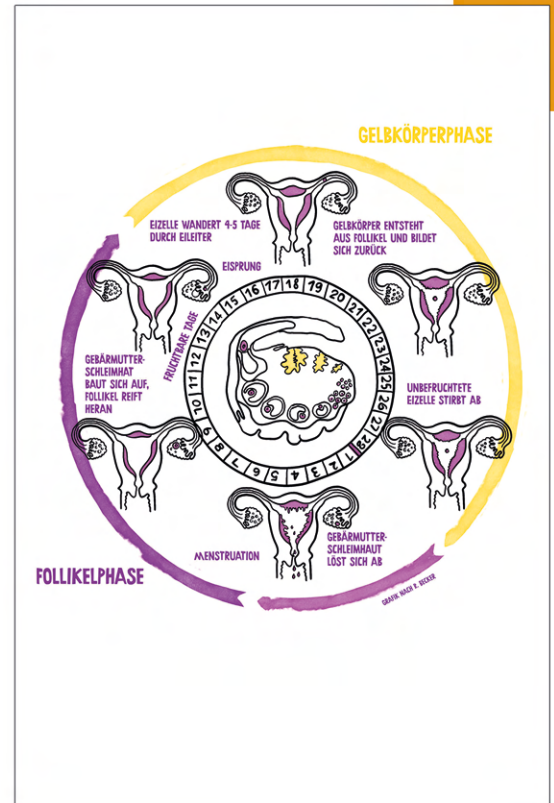 GELBKÖRPERPHASE
EIZELLE WANDERT 4-5 TAGE
DURCH EILEITER
GELBKÖRPER ENTSTEHT
AUS FOLLIKEL UND BILDET
SICH ZURÜCK
EISPRUNG
FRUCHTBARE TAGE
GEBÄRMUTTER-
SCHLEIMHAT
BAUT SICH AUF,
FOLLIKEL REIFT
HERAN
UNBEFRUCHTETE
EIZELLE STIRBT AB
1 2 3 4 5 6 7 8 9 10 11 12 13 14 15 16 17 18 19 20 21 22 23 24 25 26 27 28
MENSTRUATION
GEBÄRMUTTER-
SCHLEIMHAUT
LÖST SICH AB
FOLLIKELPHASE
GRAFIK NACH R. BECKER